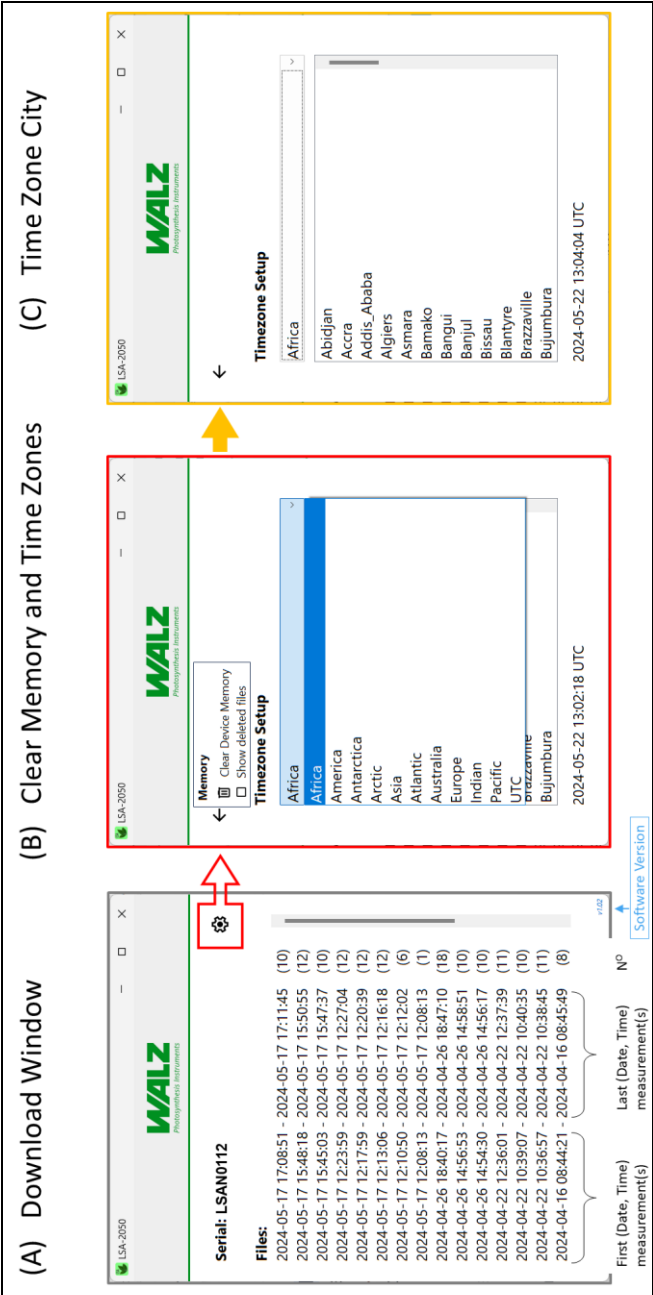 (A) Download Window
LSA-2050
WALZ
Photosynthesis Instruments
Serial: LSAN0112
Files:
2024-05-17 17:08:51 - 2024-05-17 17:11:45 (10)
2024-05-17 15:48:18 - 2024-05-17 15:50:55 (12)
2024-05-17 15:45:03 - 2024-05-17 15:47:37 (10)
2024-05-17 12:23:59 - 2024-05-17 12:27:04 (12)
2024-05-17 12:17:59 - 2024-05-17 12:20:39 (12)
2024-05-17 12:13:06 - 2024-05-17 12:16:18 (12)
2024-05-17 12:10:50 - 2024-05-17 12:12:02 (6)
2024-05-17 12:08:13 - 2024-05-17 12:08:13 (1)
2024-04-26 18:40:17 - 2024-04-26 18:47:10 (18)
2024-04-26 14:56:53 - 2024-04-26 14:58:51 (10)
2024-04-26 14:54:30 - 2024-04-26 14:56:17 (10)
2024-04-22 12:36:01 - 2024-04-22 12:37:39 (11)
2024-04-22 10:39:07 - 2024-04-22 10:40:35 (10)
2024-04-22 10:36:57 - 2024-04-22 10:38:45 (11)
2024-04-16 08:44:21 - 2024-04-16 08:45:49 (8)
v1.02
First (Date, Time)
measurement(s)
Last (Date, Time)
measurement(s)
Nº
Software Version
(B) Clear Memory and Time Zones
LSA-2050
WALZ
Photosynthesis Instruments
Memory
Clear Device Memory
Show deleted files
Timezone Setup
Africa
Africa
America
Antarctica
Arctic
Asia
Atlantic
Australia
Europe
Indian
Pacific
UTC
Brazzaville
Bujumbura
2024-05-22 13:02:18 UTC
(C) Time Zone City
LSA-2050
WALZ
Photosynthesis Instruments
Timezone Setup
Africa
Abidjan
Accra
Addis_Ababa
Algiers
Asmara
Bamako
Bangui
Banjul
Bissau
Blantyre
Brazzaville
Bujumbura
2024-05-22 13:04:04 UTC